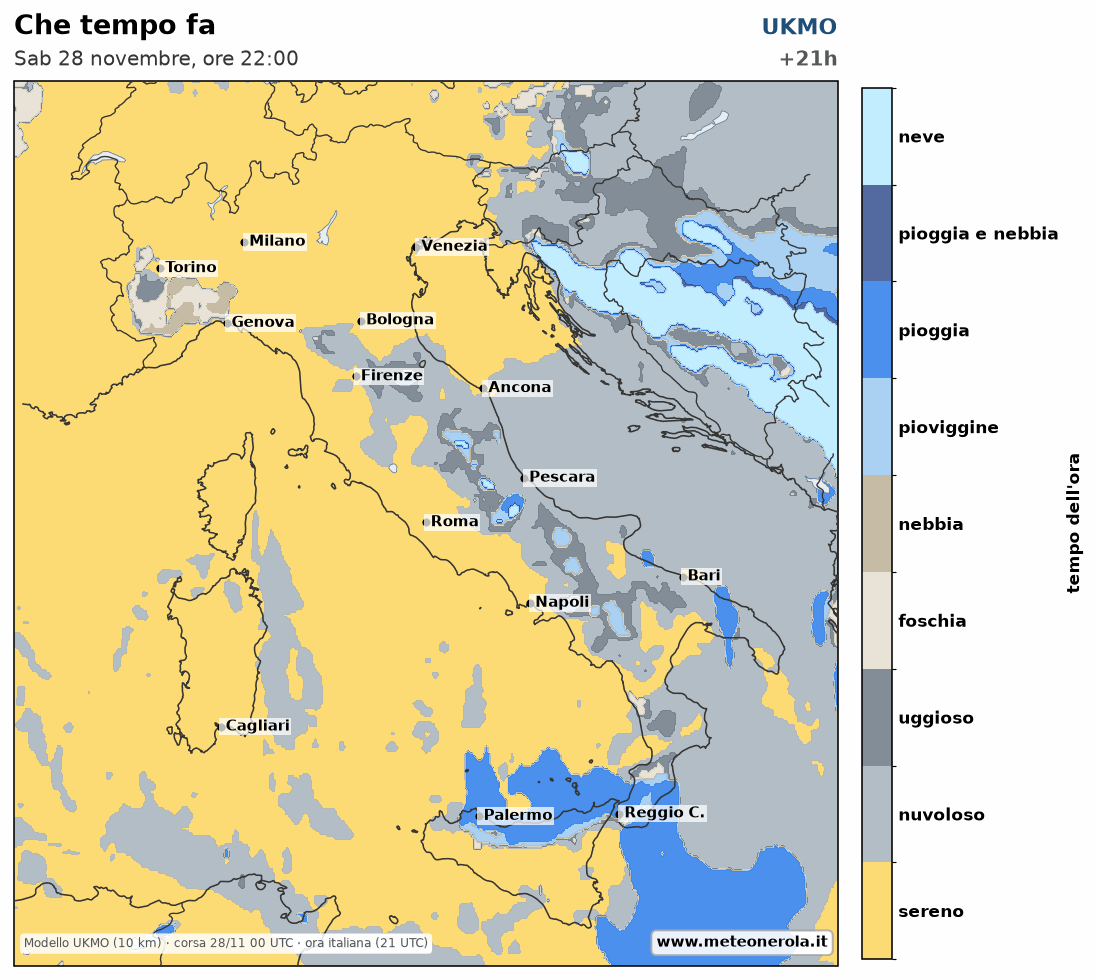 Che tempo fa
UKMO
Sab 28 novembre, ore 22:00
+21h
Milano
Venezia
Torino
Genova
Bologna
Firenze
Ancona
Pescara
Roma
Bari
Napoli
Cagliari
Palermo
Reggio C.
Modello UKMO (10 km) · corsa 28/11 00 UTC · ora italiana (21 UTC)
www.meteonerola.it
neve
pioggia e nebbia
pioggia
pioviggine
nebbia
foschia
uggioso
nuvoloso
sereno
tempo dell'ora